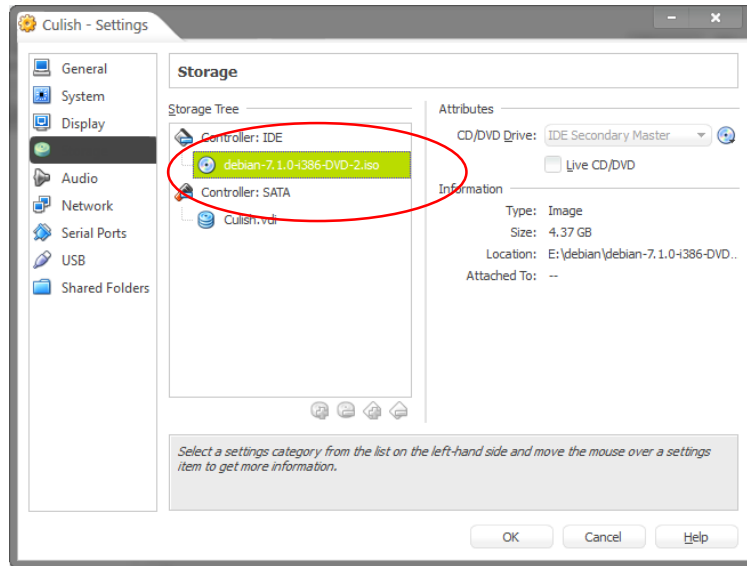 Culish - Settings
General
System
Display
Audio
Network
Serial Ports
USB
Shared Folders
Storage
Storage Tree
Controller: IDE
debian-7.1.0-i386-DVD-2.iso
Controller: SATA
Culish.vdi
Attributes
CD/DVD Drive: IDE Secondary Master
Live CD/DVD
Information
Type: Image
Size: 4.37 GB
Location: E:\debian\debian-7.1.0-i386-DVD..
Attached To: --
Select a settings category from the list on the left-hand side and move the mouse over a settings
item to get more information.
OK Cancel Help